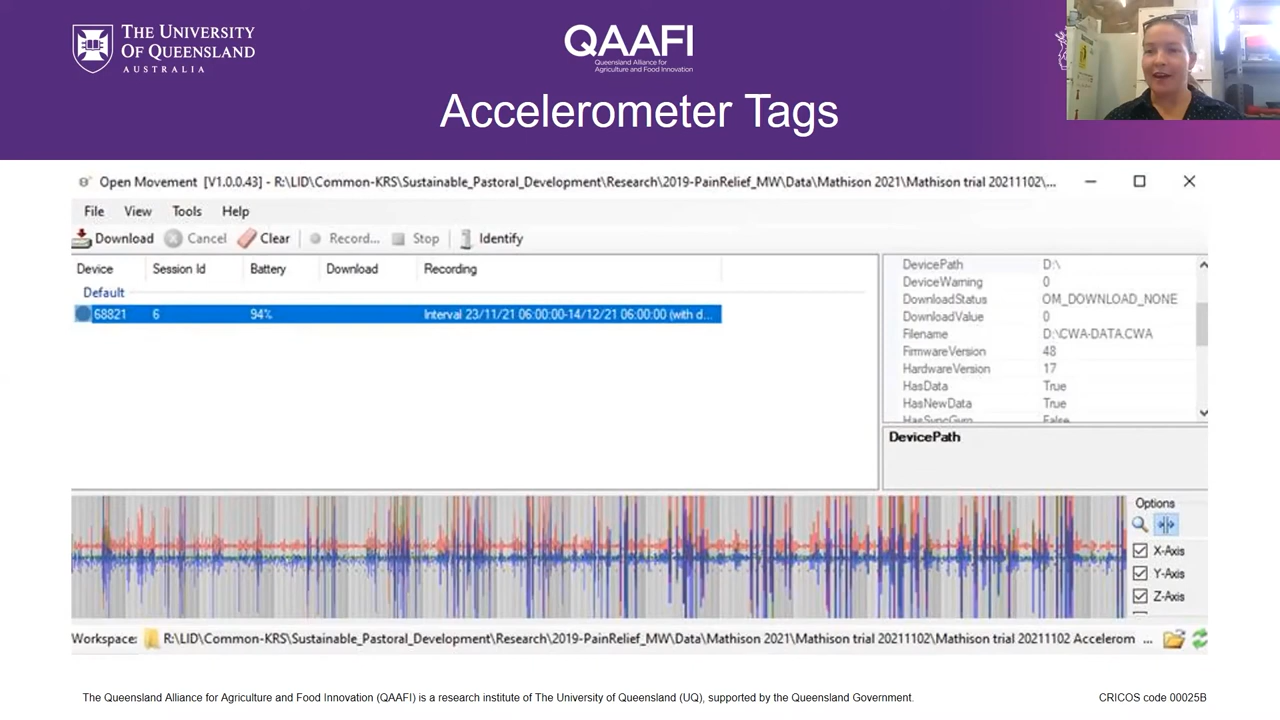 THE UNIVERSITY
OF QUEENSLAND
AUSTRALIA
QAAFI
Queensland Alliance for
Agriculture and Food Innovation
Accelerometer Tags
Open Movement [V1.0.0.43] - R:\LID\Common-KRS\Sustainable_Pastoral_Development\Research\2019-PainRelief_MW\Data\Mathison 2021\Mathison trial 20211102\...
File View Tools Help
Download Cancel Clear Record... Stop Identify
Device Session Id Battery Download Recording
Default
68821 6 94% Interval 23/11/21 06:00:00-14/12/21 06:00:00 (with d...
DevicePath D:\
DeviceWarning 0
DownloadStatus OM_DOWNLOAD_NONE
DownloadValue 0
Filename D:\CWA-DATA.CWA
FirmwareVersion 48
HardwareVersion 17
HasData True
HasNewData True
HasSyncGyro False
DevicePath
Options
X-Axis
Y-Axis
Z-Axis
Workspace: R:\LID\Common-KRS\Sustainable_Pastoral_Development\Research\2019-PainRelief_MW\Data\Mathison 2021\Mathison trial 20211102\Mathison trial 20211102 Accelerom ...
The Queensland Alliance for Agriculture and Food Innovation (QAAFI) is a research institute of The University of Queensland (UQ), supported by the Queensland Government.
CRICOS code 00025B